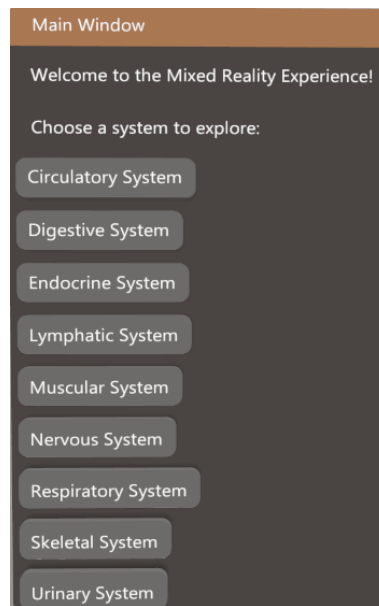 Main Window
Welcome to the Mixed Reality Experience!
Choose a system to explore:
Circulatory System
Digestive System
Endocrine System
Lymphatic System
Muscular System
Nervous System
Respiratory System
Skeletal System
Urinary System